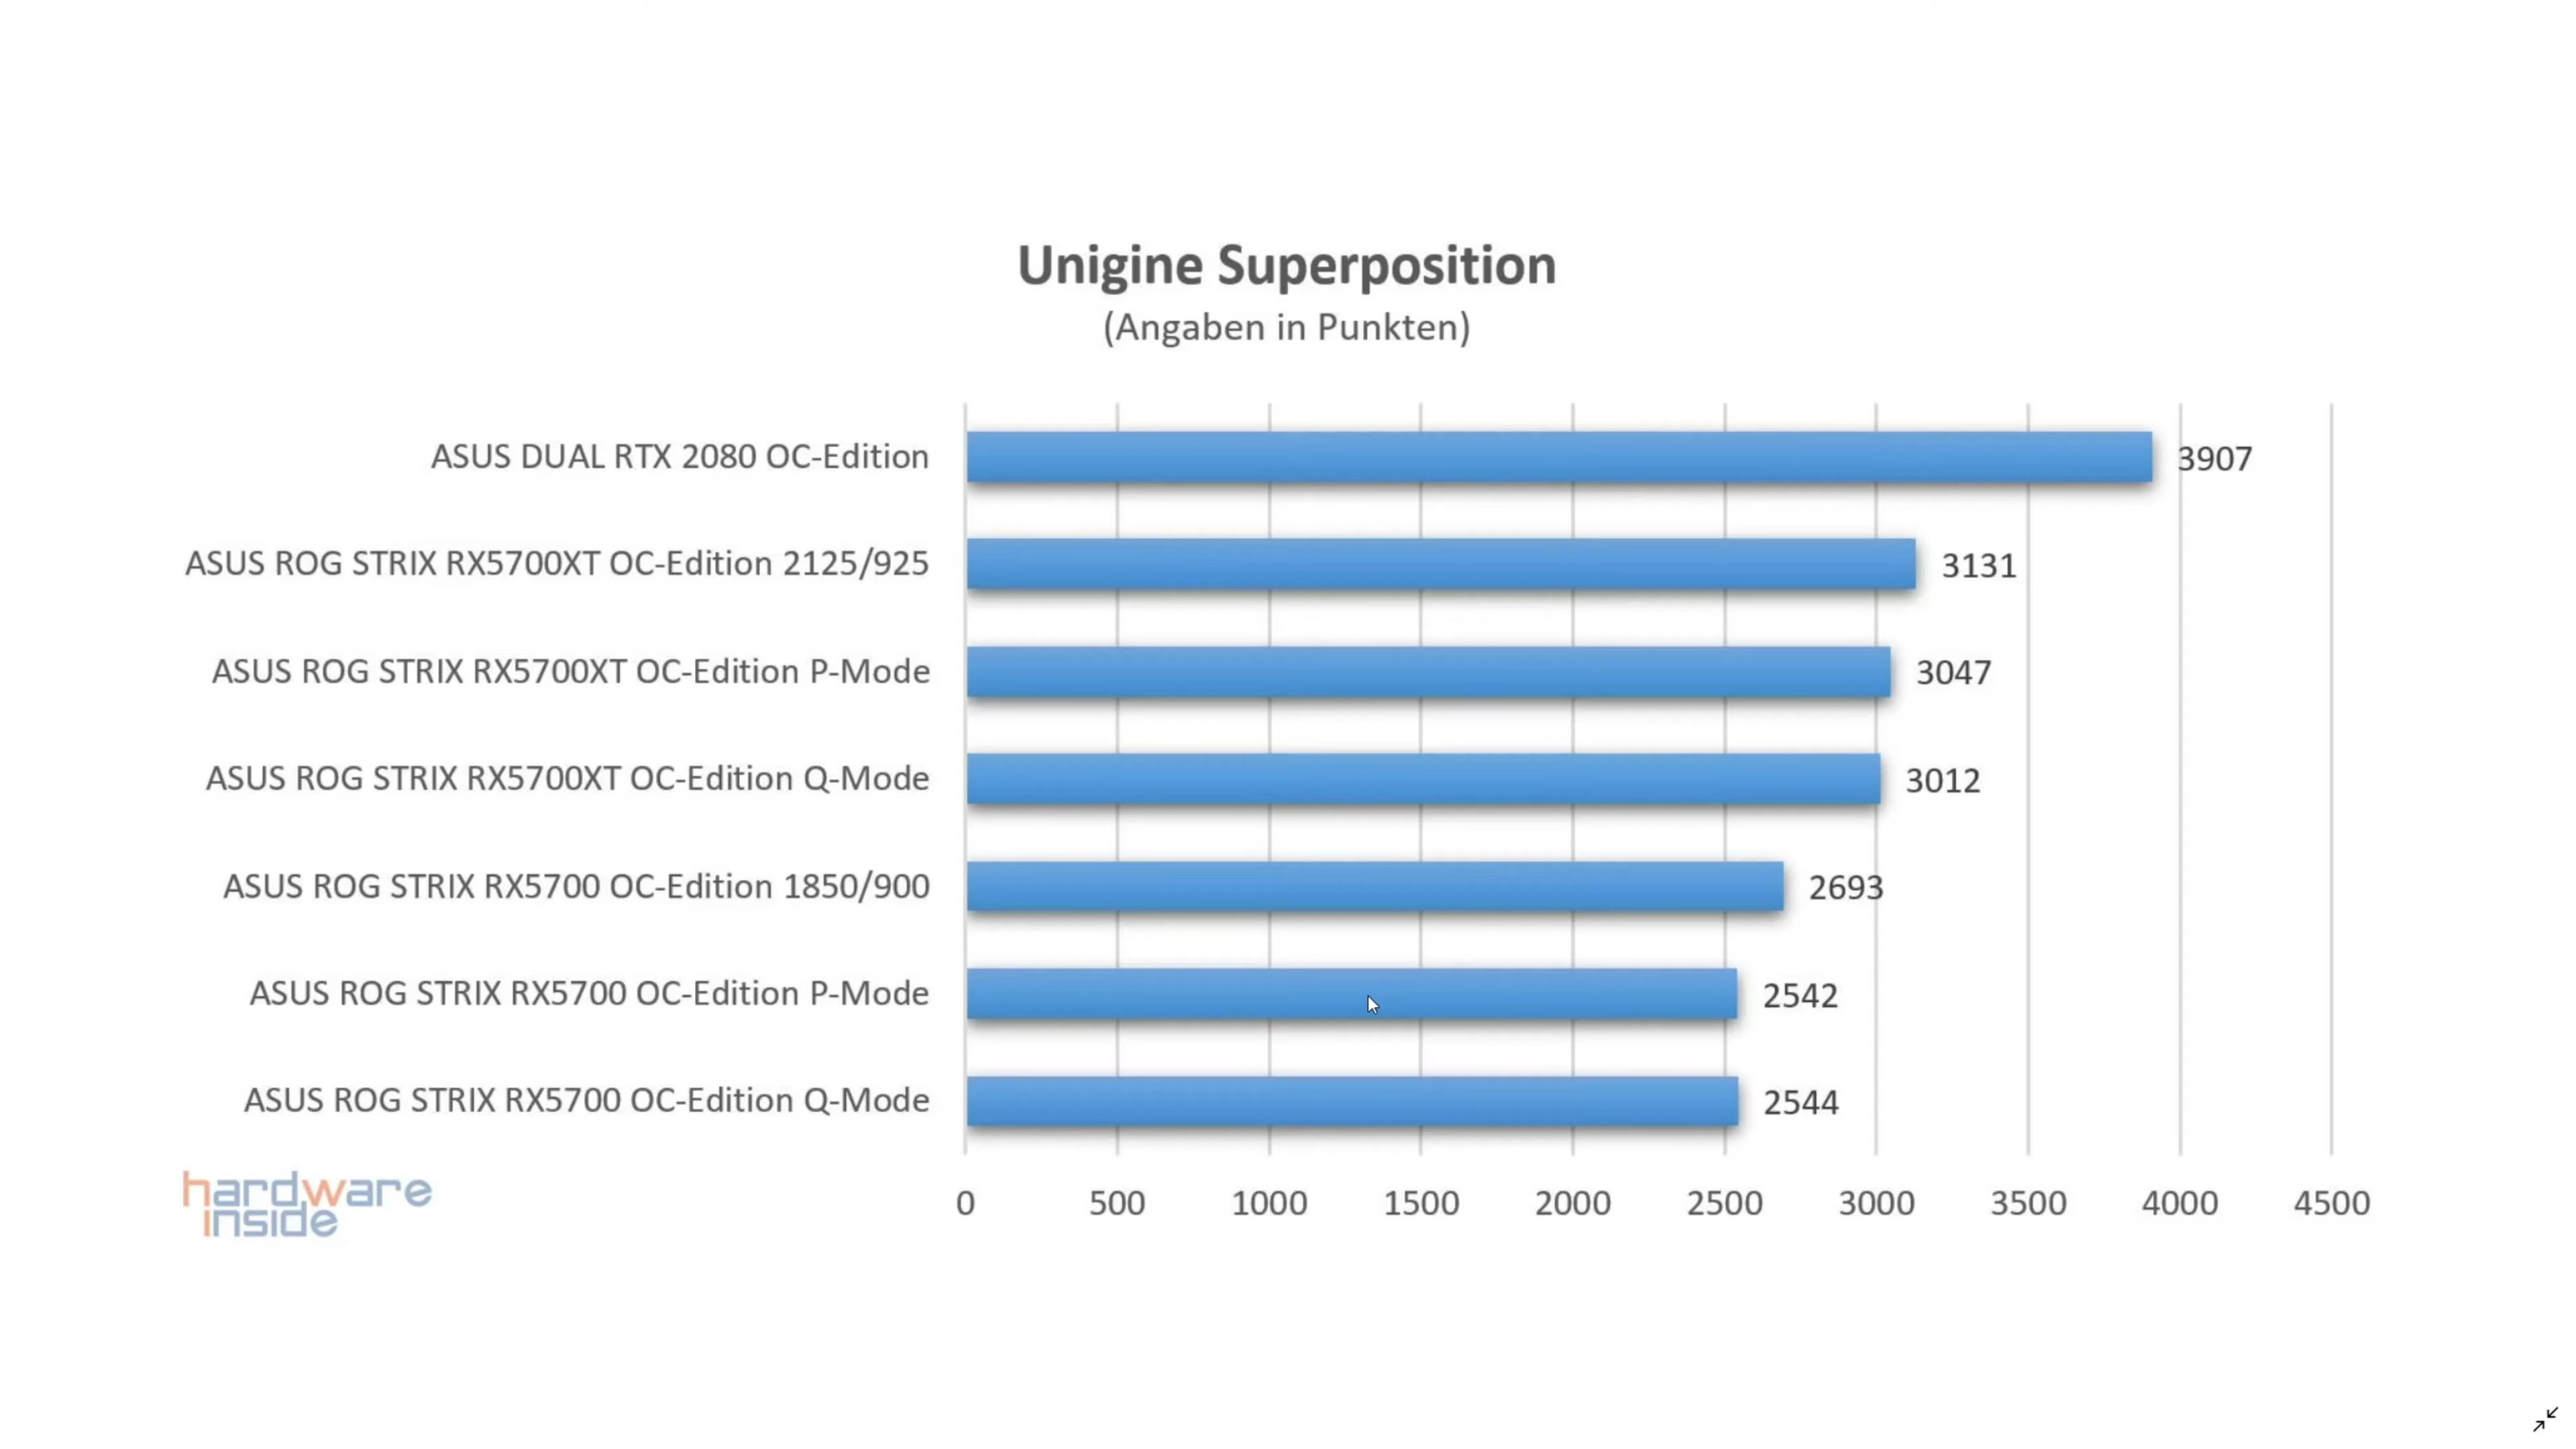 Unigine Superposition
(Angaben in Punkten)
ASUS DUAL RTX 2080 OC-Edition 3907
ASUS ROG STRIX RX5700XT OC-Edition 2125/925 3131
ASUS ROG STRIX RX5700XT OC-Edition P-Mode 3047
ASUS ROG STRIX RX5700XT OC-Edition Q-Mode 3012
ASUS ROG STRIX RX5700 OC-Edition 1850/900 2693
ASUS ROG STRIX RX5700 OC-Edition P-Mode 2542
ASUS ROG STRIX RX5700 OC-Edition Q-Mode 2544
0 500 1000 1500 2000 2500 3000 3500 4000 4500
hardware
inside